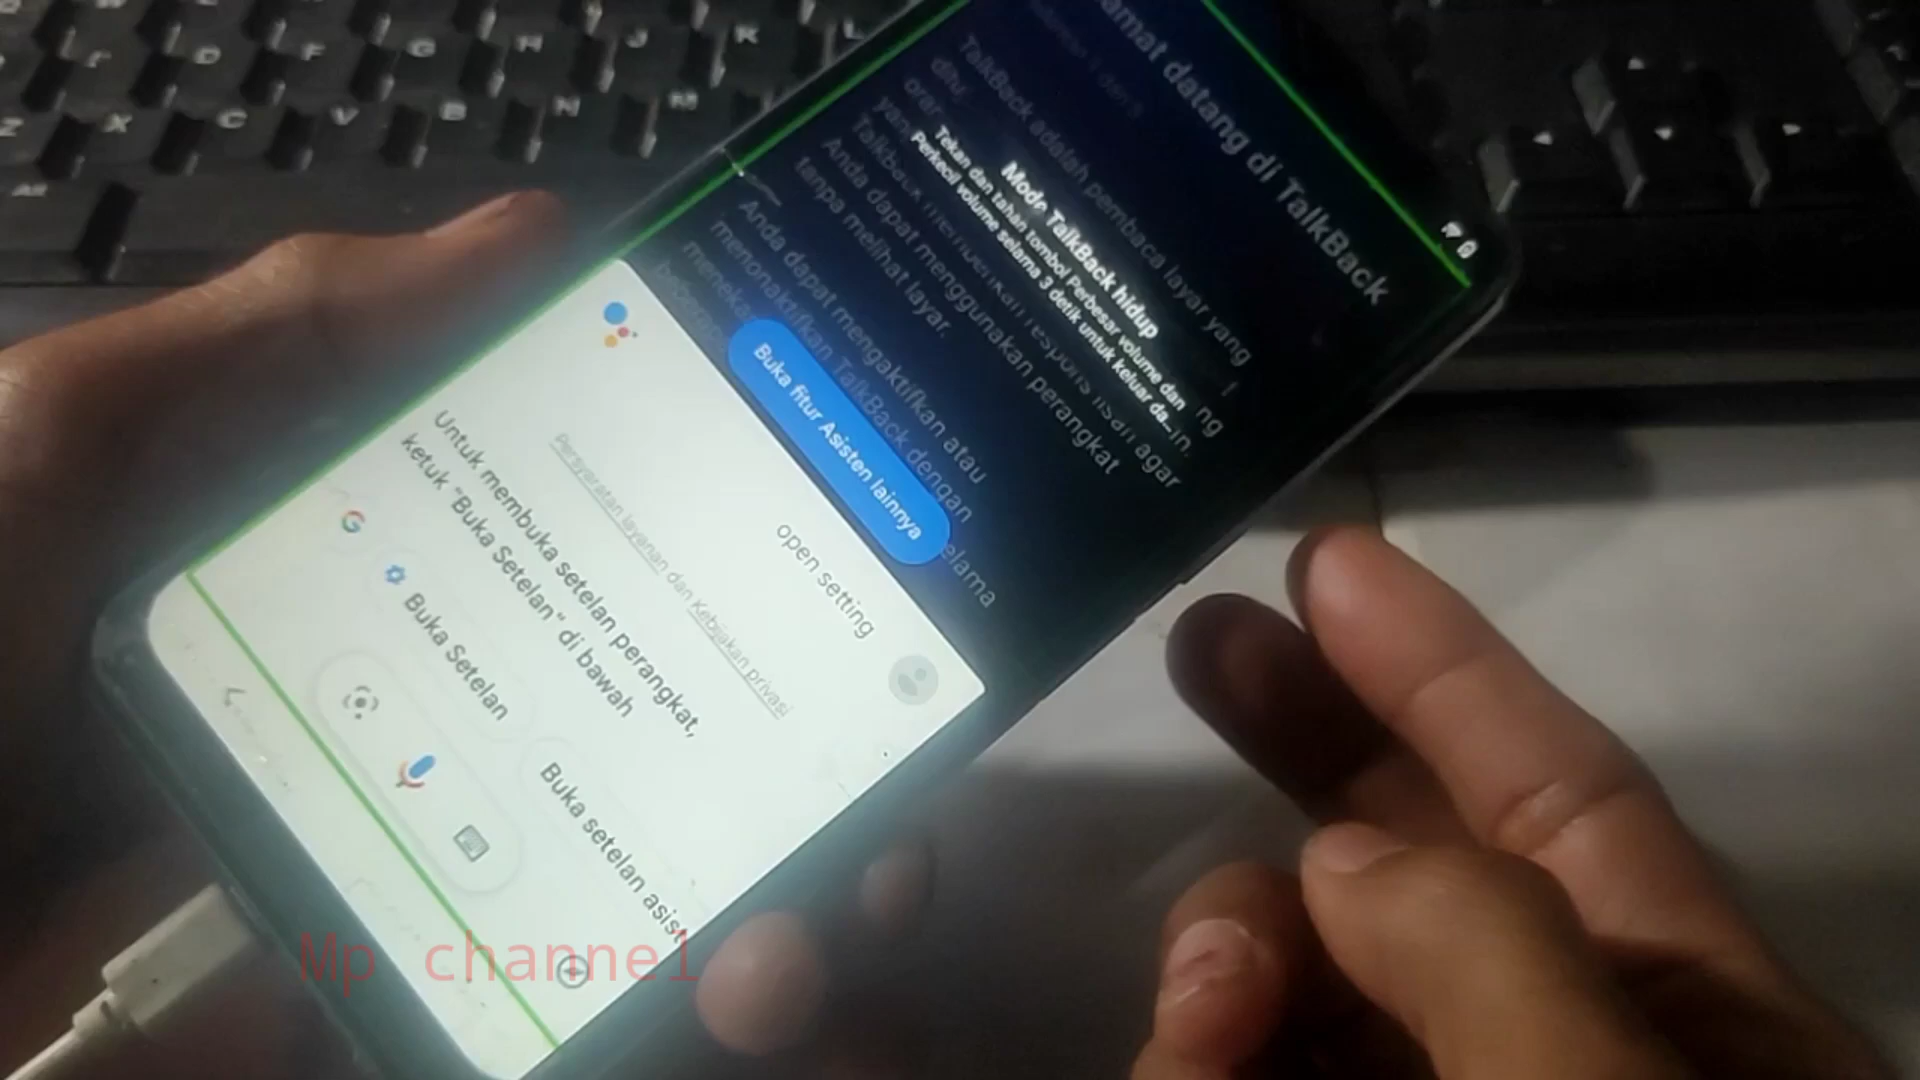 amat datang di TalkBack
TalkBack adalah pembaca layar yang
Mode TalkBack hidup
Tekan dan tahan tombol Perbesar volume dan
Perkecil volume selama 3 detik untuk keluar da...
Anda dapat menggunakan perangkat
tanpa melihat layar.
Anda dapat mengaktifkan atau
menonaktifkan TalkBack dengan
elama
Buka fitur Asisten lainnya
open setting
Persyaratan layanan dan Kebijakan privasi
Untuk membuka setelan perangkat,
ketuk "Buka Setelan" di bawah
Buka Setelan
Buka setelan asist
Mp channel
D F G H J K L
Z X C V B N M